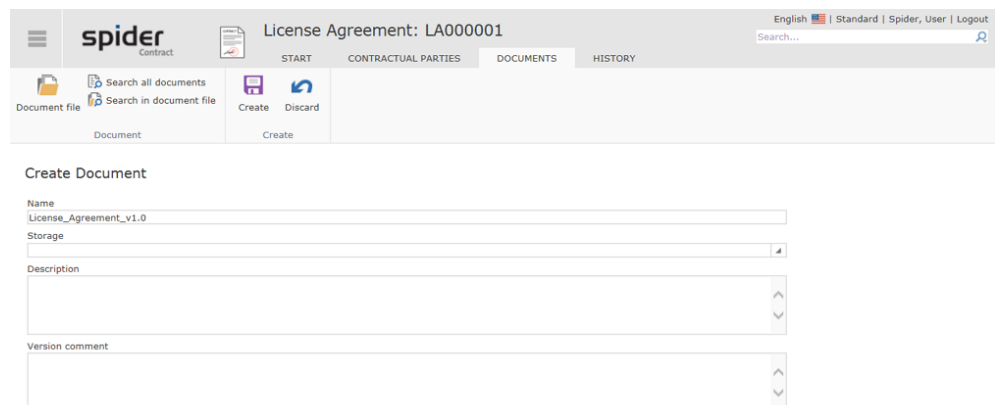 English | Standard | Spider, User | Logout
spider
Contract
License Agreement: LA000001
Search...
START CONTRACTUAL PARTIES DOCUMENTS HISTORY
Document file
Search all documents
Search in document file
Create Discard
Document Create
Create Document
Name
License_Agreement_v1.0
Storage
Description
Version comment